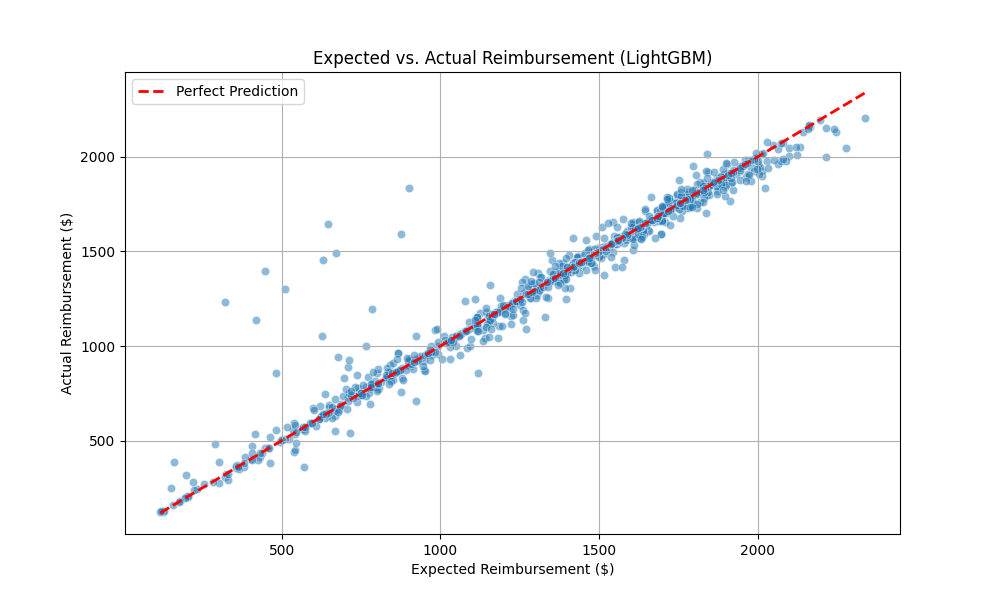 Expected vs. Actual Reimbursement (LightGBM)
Perfect Prediction
Actual Reimbursement ($)
2000
1500
1000
500
500 1000 1500 2000
Expected Reimbursement ($)